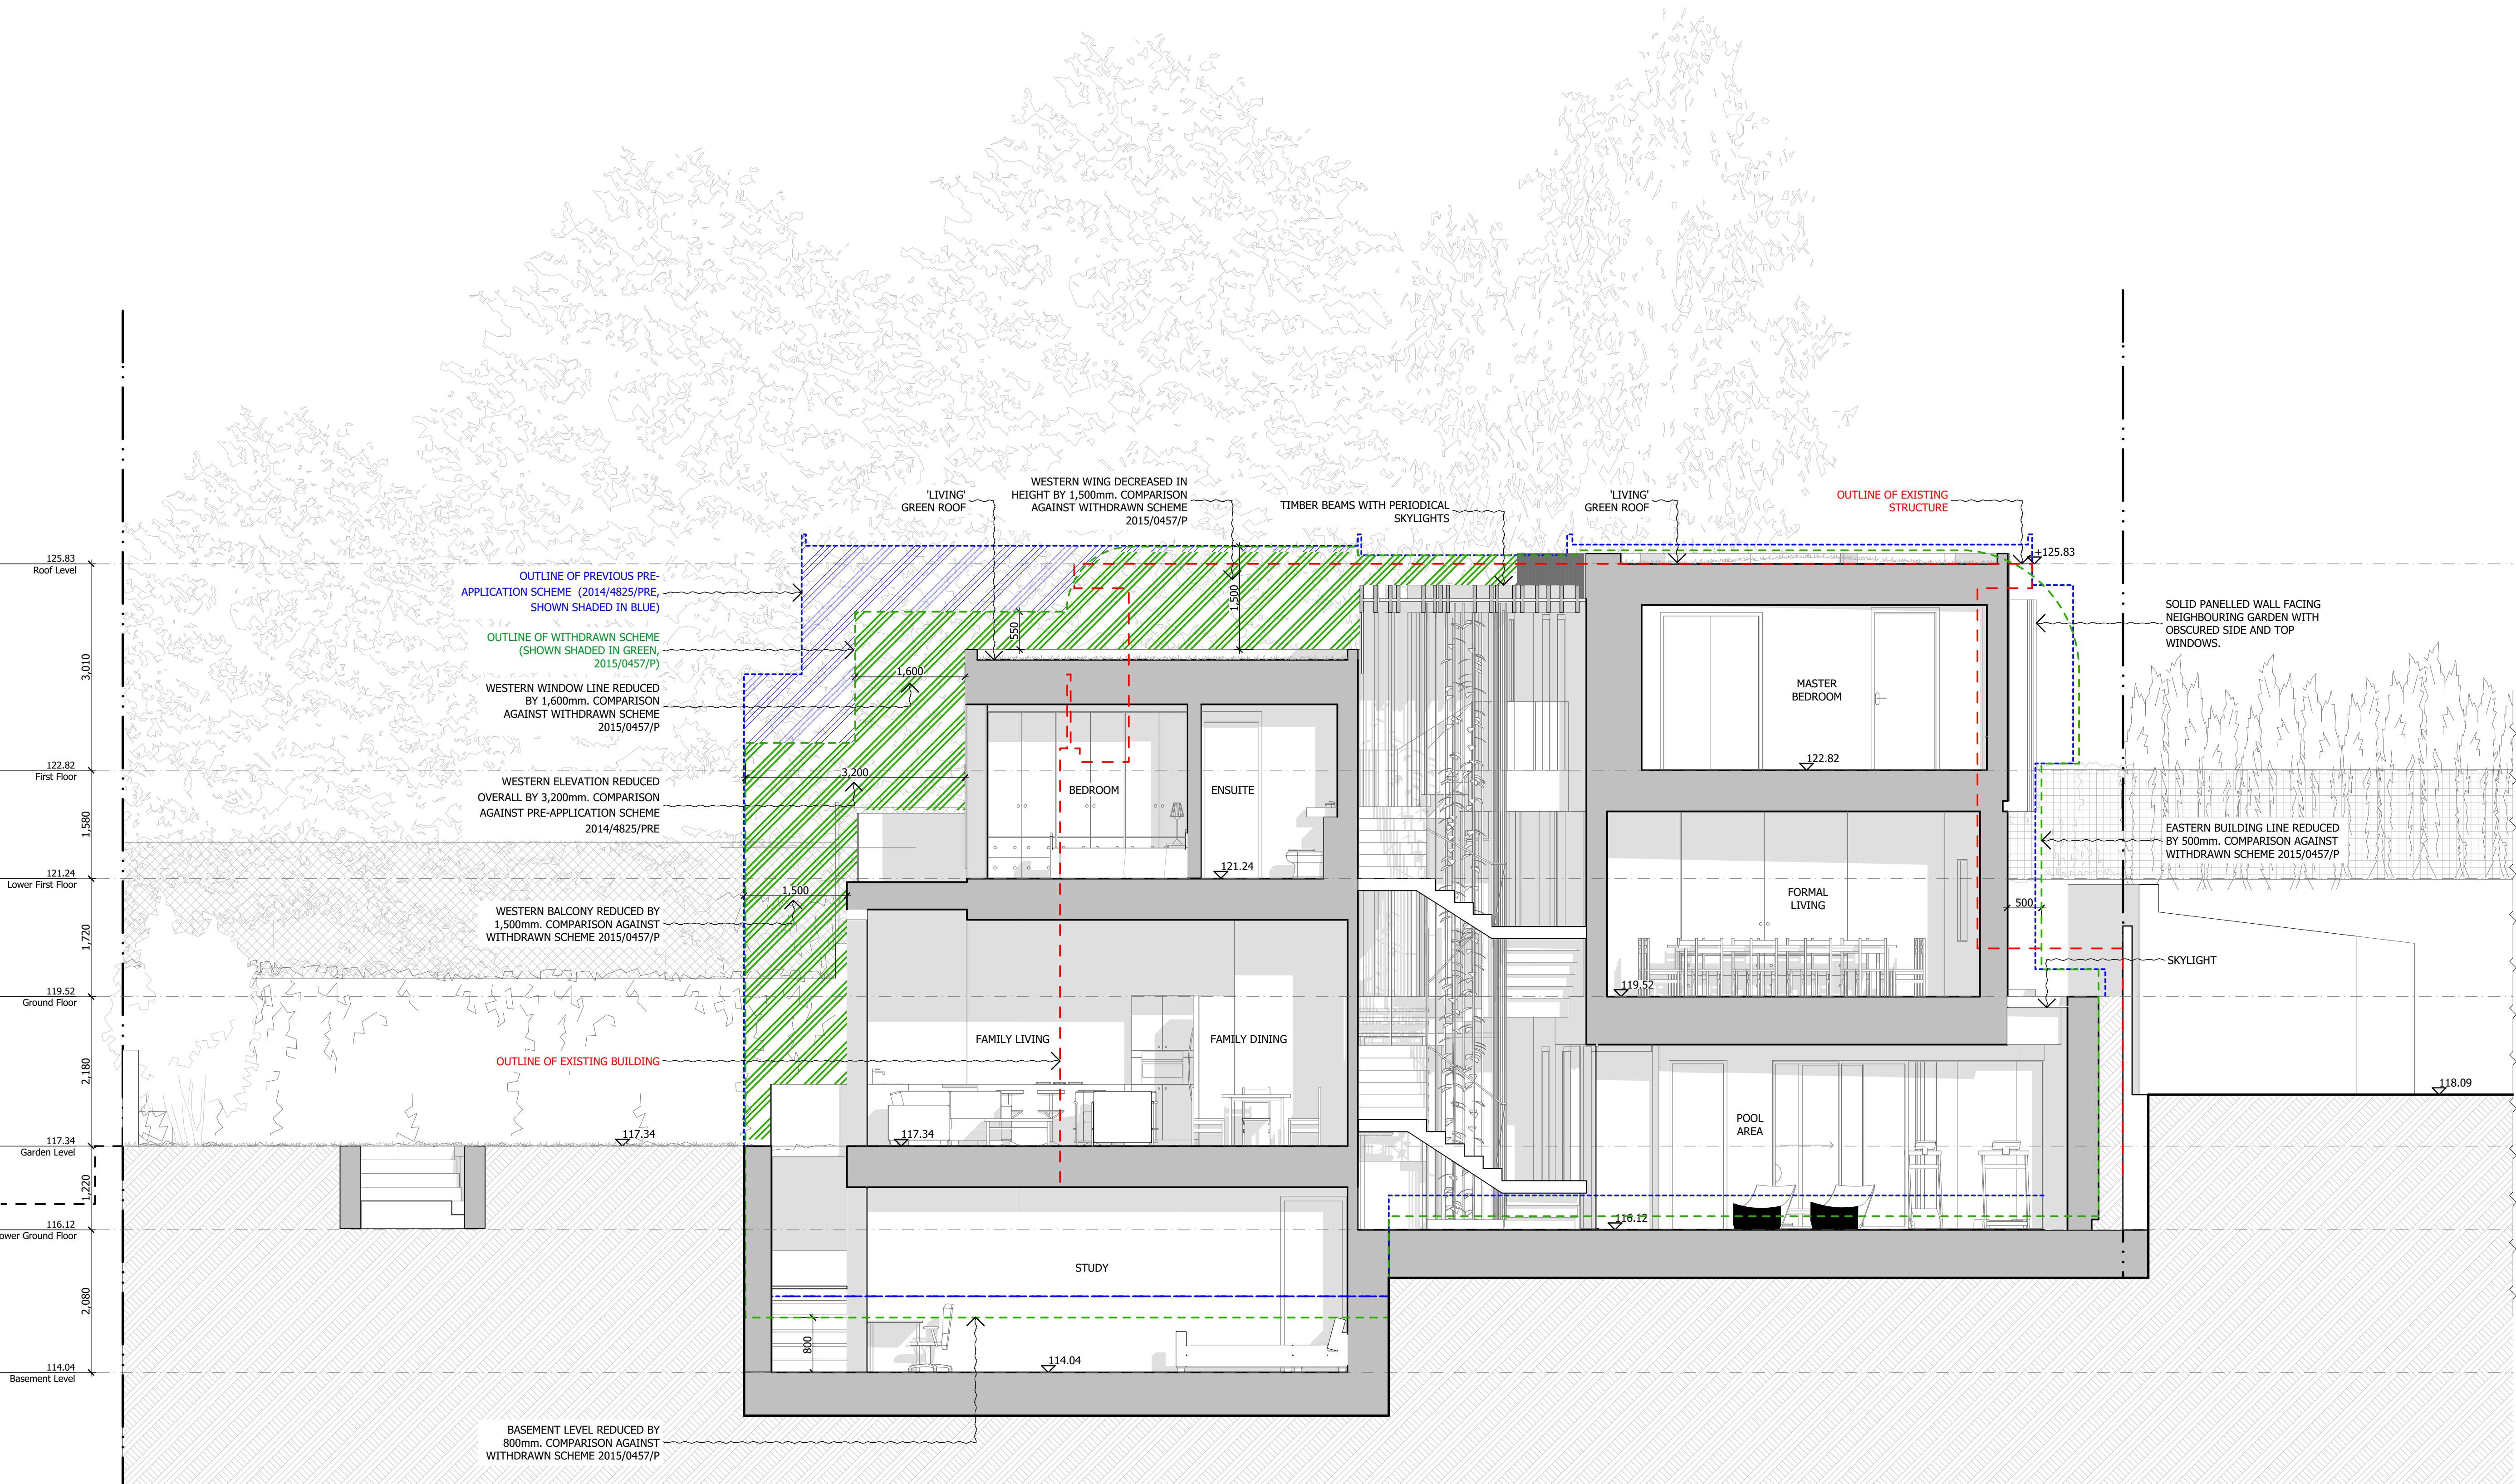 'LIVING'
GREEN ROOF
WESTERN WING DECREASED IN
HEIGHT BY 1,500mm. COMPARISON
AGAINST WITHDRAWN SCHEME
2015/0457/P
TIMBER BEAMS WITH PERIODICAL
SKYLIGHTS
'LIVING'
GREEN ROOF
OUTLINE OF EXISTING
STRUCTURE
125.83
Roof Level
+125.83
OUTLINE OF PREVIOUS PRE-
APPLICATION SCHEME (2014/4825/PRE,
SHOWN SHADED IN BLUE)
OUTLINE OF WITHDRAWN SCHEME
(SHOWN SHADED IN GREEN,
2015/0457/P)
WESTERN WINDOW LINE REDUCED
BY 1,600mm. COMPARISON
AGAINST WITHDRAWN SCHEME
2015/0457/P
WESTERN ELEVATION REDUCED
OVERALL BY 3,200mm. COMPARISON
AGAINST PRE-APPLICATION SCHEME
2014/4825/PRE
WESTERN BALCONY REDUCED BY
1,500mm. COMPARISON AGAINST
WITHDRAWN SCHEME 2015/0457/P
OUTLINE OF EXISTING BUILDING
BASEMENT LEVEL REDUCED BY
800mm. COMPARISON AGAINST
WITHDRAWN SCHEME 2015/0457/P
3,010
122.82
First Floor
1,580
121.24
Lower First Floor
1,720
119.52
Ground Floor
2,180
117.34
Garden Level
1,220
116.12
ower Ground Floor
2,080
114.04
Basement Level
1,500
550
1,600
3,200
1,500
800
500
BEDROOM
ENSUITE
121.24
MASTER
BEDROOM
122.82
FORMAL
LIVING
119.52
FAMILY LIVING
FAMILY DINING
117.34
117.34
POOL
AREA
116.12
STUDY
114.04
SOLID PANELLED WALL FACING
NEIGHBOURING GARDEN WITH
OBSCURED SIDE AND TOP
WINDOWS.
EASTERN BUILDING LINE REDUCED
BY 500mm. COMPARISON AGAINST
WITHDRAWN SCHEME 2015/0457/P
SKYLIGHT
118.09